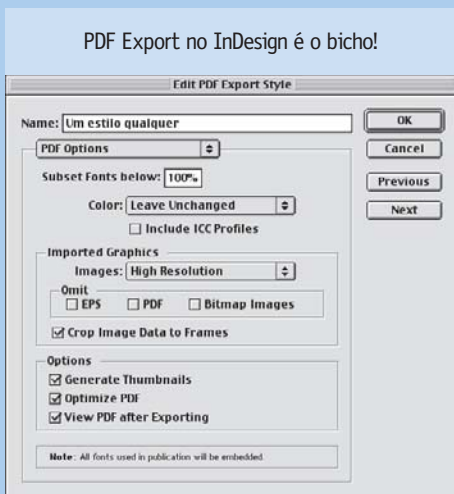 PDF Export no InDesign é o bicho!
Edit PDF Export Style
Name: Um estilo qualquer
OK
PDF Options
Cancel
Subset Fonts below: 100%
Previous
Color: Leave Unchanged
Next
Include ICC Profiles
Imported Graphics
Images: High Resolution
Omit
EPS PDF Bitmap Images
Crop Image Data to Frames
Options
Generate Thumbnails
Optimize PDF
View PDF after Exporting
Note: All fonts used in publication will be embedded.